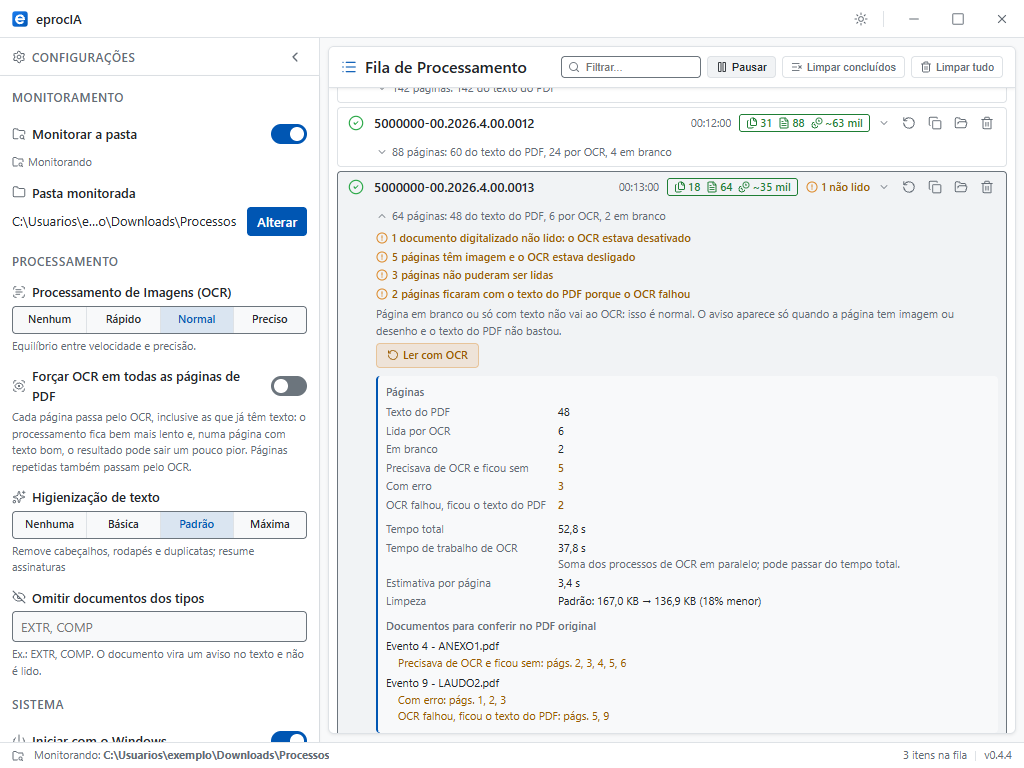 eprocIA
CONFIGURAÇÕES
MONITORAMENTO
Monitorar a pasta
Monitorando
Pasta monitorada
C:\Usuarios\e...o\Downloads\Processos
Alterar
PROCESSAMENTO
Processamento de Imagens (OCR)
Nenhum Rápido Normal Preciso
Equilíbrio entre velocidade e precisão.
Forçar OCR em todas as páginas de
PDF
Cada página passa pelo OCR, inclusive as que já têm texto: o
processamento fica bem mais lento e, numa página com
texto bom, o resultado pode sair um pouco pior. Páginas
repetidas também passam pelo OCR.
Higienização de texto
Nenhuma Básica Padrão Máxima
Remove cabeçalhos, rodapés e duplicatas; resume
assinaturas
Omitir documentos dos tipos
EXTR, COMP
Ex.: EXTR, COMP. O documento vira um aviso no texto e não
é lido.
SISTEMA
Iniciar com o Windows
Fila de Processamento
Filtrar...
Pausar
Limpar concluídos
Limpar tudo
142 páginas: 142 do texto do PDF
5000000-00.2026.4.00.0012 00:12:00 31 88 ~63 mil
88 páginas: 60 do texto do PDF, 24 por OCR, 4 em branco
5000000-00.2026.4.00.0013 00:13:00 18 64 ~35 mil 1 não lido
64 páginas: 48 do texto do PDF, 6 por OCR, 2 em branco
1 documento digitalizado não lido: o OCR estava desativado
5 páginas têm imagem e o OCR estava desligado
3 páginas não puderam ser lidas
2 páginas ficaram com o texto do PDF porque o OCR falhou
Página em branco ou só com texto não vai ao OCR: isso é normal. O aviso aparece só quando a página tem imagem ou
desenho e o texto do PDF não bastou.
Ler com OCR
Páginas
Texto do PDF 48
Lida por OCR 6
Em branco 2
Precisava de OCR e ficou sem 5
Com erro 3
OCR falhou, ficou o texto do PDF 2
Tempo total 52,8 s
Tempo de trabalho de OCR 37,8 s
Soma dos processos de OCR em paralelo; pode passar do tempo total.
Estimativa por página 3,4 s
Limpeza Padrão: 167,0 KB → 136,9 KB (18% menor)
Documentos para conferir no PDF original
Evento 4 - ANEXO1.pdf
Precisava de OCR e ficou sem: págs. 2, 3, 4, 5, 6
Evento 9 - LAUDO2.pdf
Com erro: págs. 1, 2, 3
OCR falhou, ficou o texto do PDF: págs. 5, 9
Monitorando: C:\Usuarios\exemplo\Downloads\Processos
3 itens na fila v0.4.4